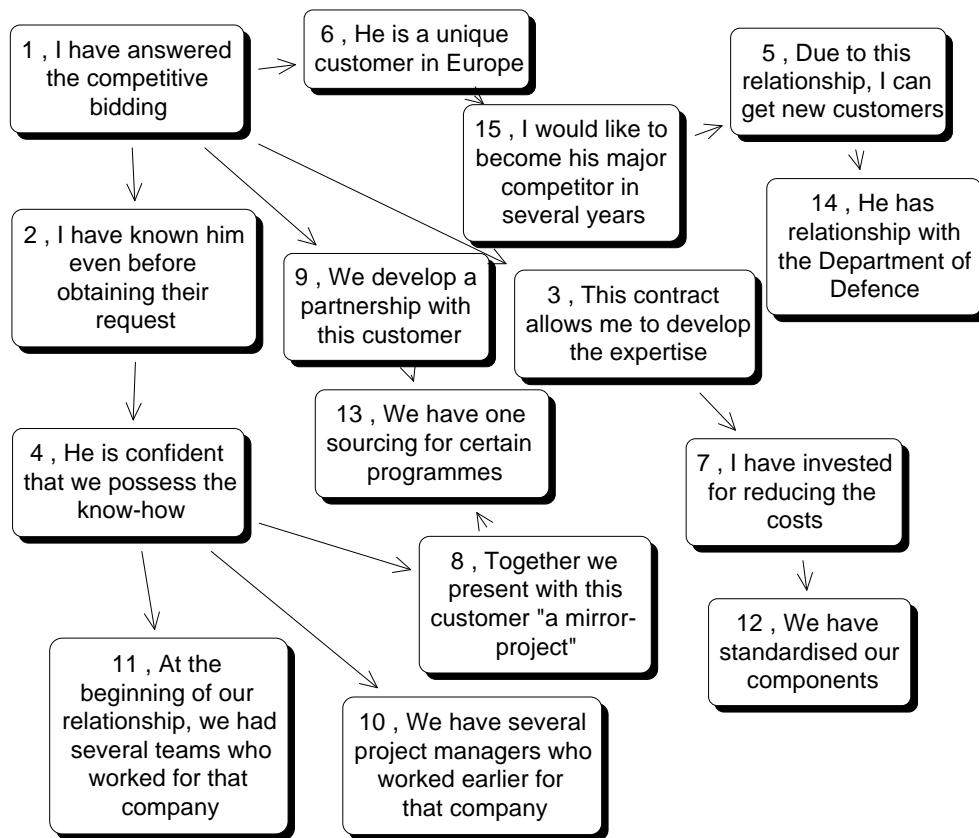 1 , I have answered
the competitive
bidding
6 , He is a unique
customer in Europe
5 , Due to this
relationship, I can
get new customers
15 , I would like to
become his major
competitor in
several years
2 , I have known him
even before
obtaining their
request
14 , He has
relationship with
the Department of
Defence
9 , We develop a
partnership with
this customer
3 , This contract
allows me to develop
the expertise
13 , We have one
sourcing for certain
programmes
4 , He is confident
that we possess the
know-how
7 , I have invested
for reducing the
costs
8 , Together we
present with this
customer "a mirror-
project"
12 , We have
standardised our
components
11 , At the
beginning of our
relationship, we had
several teams who
worked for that
company
10 , We have several
project managers who
worked earlier for
that company